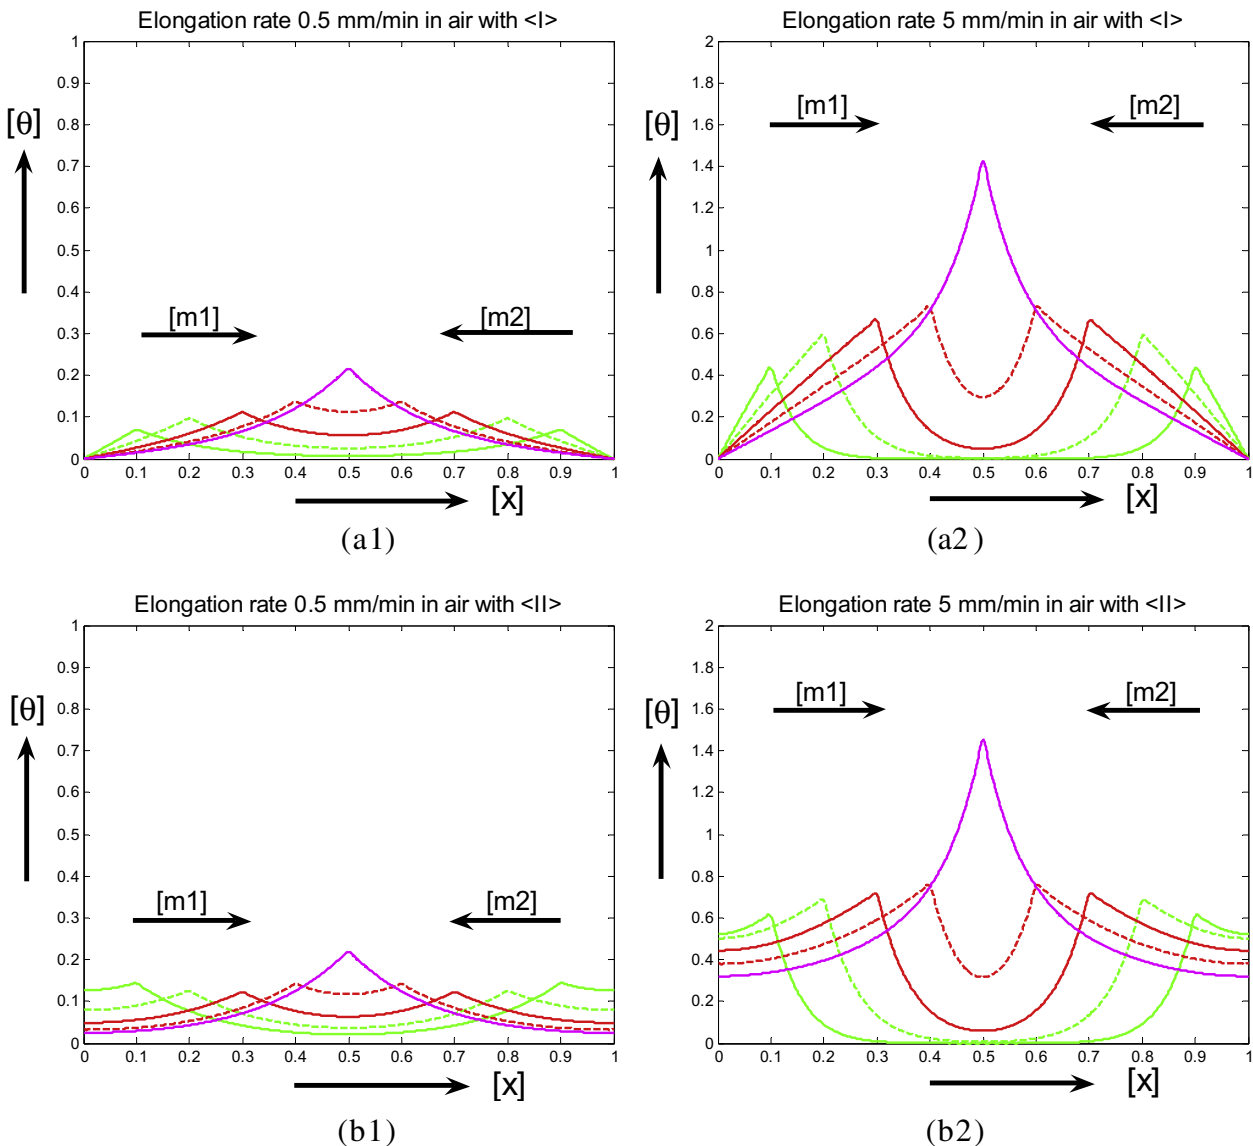 Elongation rate 0.5 mm/min in air with <I>
1
0.9
0.8
[θ]
0.7
0.6
0.5
0.4
0.3
[m1]
[m2]
0.2
0.1
0
0 0.1 0.2 0.3 0.4 0.5 0.6 0.7 0.8 0.9 1
[x]
(a1)
Elongation rate 5 mm/min in air with <I>
2
1.8
[m1]
[m2]
1.6
[θ]
1.4
1.2
1
0.8
0.6
0.4
0.2
0
0 0.1 0.2 0.3 0.4 0.5 0.6 0.7 0.8 0.9 1
[x]
(a2)
Elongation rate 0.5 mm/min in air with <II>
1
0.9
0.8
[θ]
0.7
0.6
0.5
0.4
[m1]
[m2]
0.3
0.2
0.1
0
0 0.1 0.2 0.3 0.4 0.5 0.6 0.7 0.8 0.9 1
[x]
(b1)
Elongation rate 5 mm/min in air with <II>
2
1.8
[m1]
[m2]
1.6
[θ]
1.4
1.2
1
0.8
0.6
0.4
0.2
0
0 0.1 0.2 0.3 0.4 0.5 0.6 0.7 0.8 0.9 1
[x]
(b2)